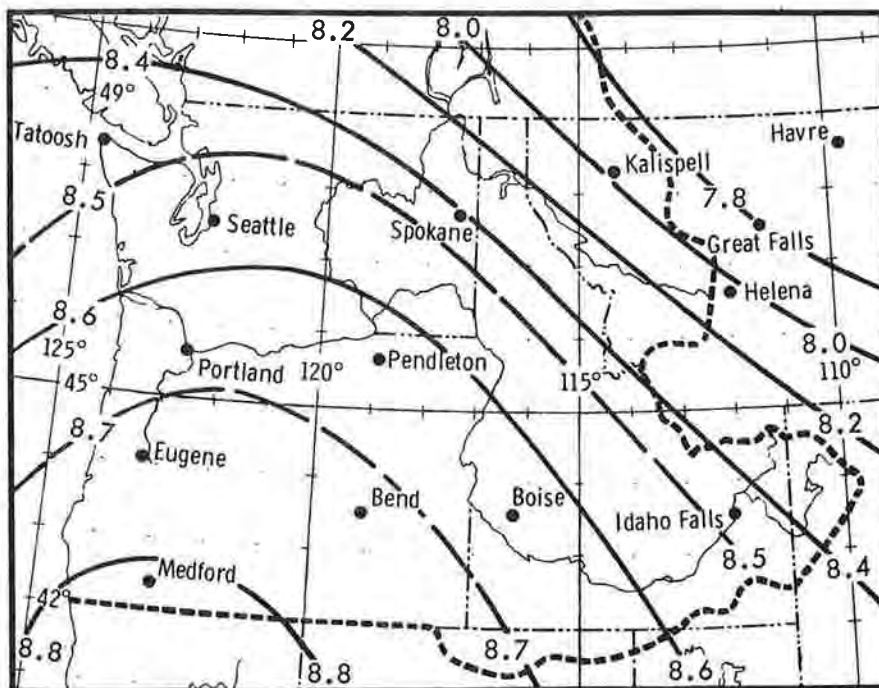 8.2
8.0
8.4
49°
Tatoosh
Havre
Kalispell
8.5
7.8
Seattle
Spokane
Great Falls
Helena
8.6
125°
Pendleton
8.0
Portland
120°
115°
110°
45°
8.7
8.2
Eugene
Bend
Boise
Idaho Falls
8.5
8.4
Medford
42°
8.8
8.8
8.7
8.6